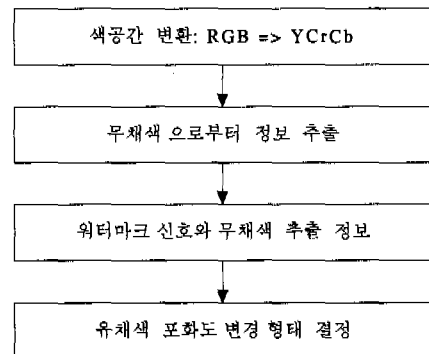 색공간 변환: RGB => YCrCb
무채색 으로부터 정보 추출
워터마크 신호와 무채색 추출 정보
유채색 포화도 변경 형태 결정